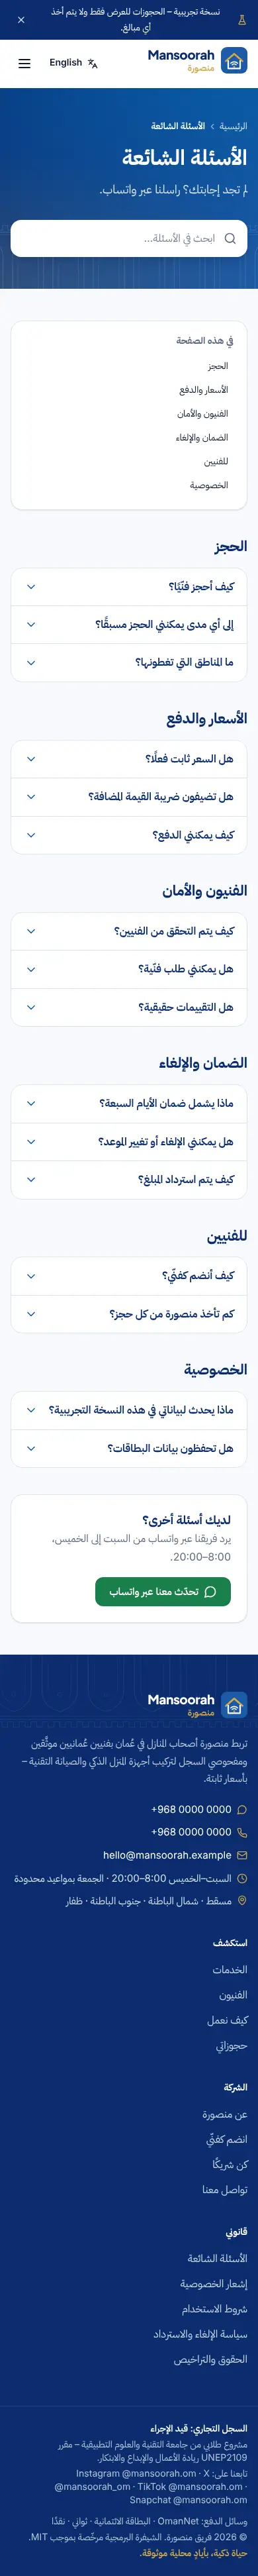 نسخة تجريبية – الحجوزات للعرض فقط ولا يتم أخذ
أي مبالغ.
Mansoorah
منصورة
English
الرئيسية › الأسئلة الشائعة
الأسئلة الشائعة
لم تجد إجابتك؟ راسلنا عبر واتساب.
ابحث في الأسئلة...
في هذه الصفحة
الحجز
الأسعار والدفع
الفنيون والأمان
الضمان والإلغاء
للفنيين
الخصوصية
الحجز
كيف أحجز فنّيًا؟
إلى أي مدى يمكنني الحجز مسبقًا؟
ما المناطق التي تغطونها؟
الأسعار والدفع
هل السعر ثابت فعلًا؟
هل تضيفون ضريبة القيمة المضافة؟
كيف يمكنني الدفع؟
الفنيون والأمان
كيف يتم التحقق من الفنيين؟
هل يمكنني طلب فنّية؟
هل التقييمات حقيقية؟
الضمان والإلغاء
ماذا يشمل ضمان الأيام السبعة؟
هل يمكنني الإلغاء أو تغيير الموعد؟
كيف يتم استرداد المبلغ؟
للفنيين
كيف أنضم كفنّي؟
كم تأخذ منصورة من كل حجز؟
الخصوصية
ماذا يحدث لبياناتي في هذه النسخة التجريبية؟
هل تحفظون بيانات البطاقات؟
لديك أسئلة أخرى؟
يرد فريقنا عبر واتساب من السبت إلى الخميس،
8:00–20:00.
تحدّث معنا عبر واتساب
Mansoorah
منصورة
تربط منصورة أصحاب المنازل في عُمان بفنيين عُمانيين موثَّقين
ومفحوصي السجل لتركيب أجهزة المنزل الذكي والصيانة التقنية –
بأسعار ثابتة.
+968 0000 0000
+968 0000 0000
hello@mansoorah.example
السبت–الخميس 8:00–20:00 · الجمعة بمواعيد محدودة
مسقط · شمال الباطنة · جنوب الباطنة · ظفار
استكشف
الخدمات
الفنيون
كيف نعمل
حجوزاتي
الشركة
عن منصورة
انضم كفنّي
كن شريكًا
تواصل معنا
قانوني
الأسئلة الشائعة
إشعار الخصوصية
شروط الاستخدام
سياسة الإلغاء والاسترداد
الحقوق والتراخيص
السجل التجاري: قيد الإجراء
مشروع طلابي من جامعة التقنية والعلوم التطبيقية – مقرر
UNEP2109 ريادة الأعمال والإبداع والابتكار.
تابعنا على: Instagram @mansoorah.om · X
@mansoorah_om · TikTok @mansoorah.om ·
Snapchat @mansoorah.om
وسائل الدفع: OmanNet · البطاقة الائتمانية · ثواني · نقدًا
© 2026 فريق منصورة. الشيفرة البرمجية مرخّصة بموجب MIT.
حياة ذكية، بأيادٍ محلية موثوقة.